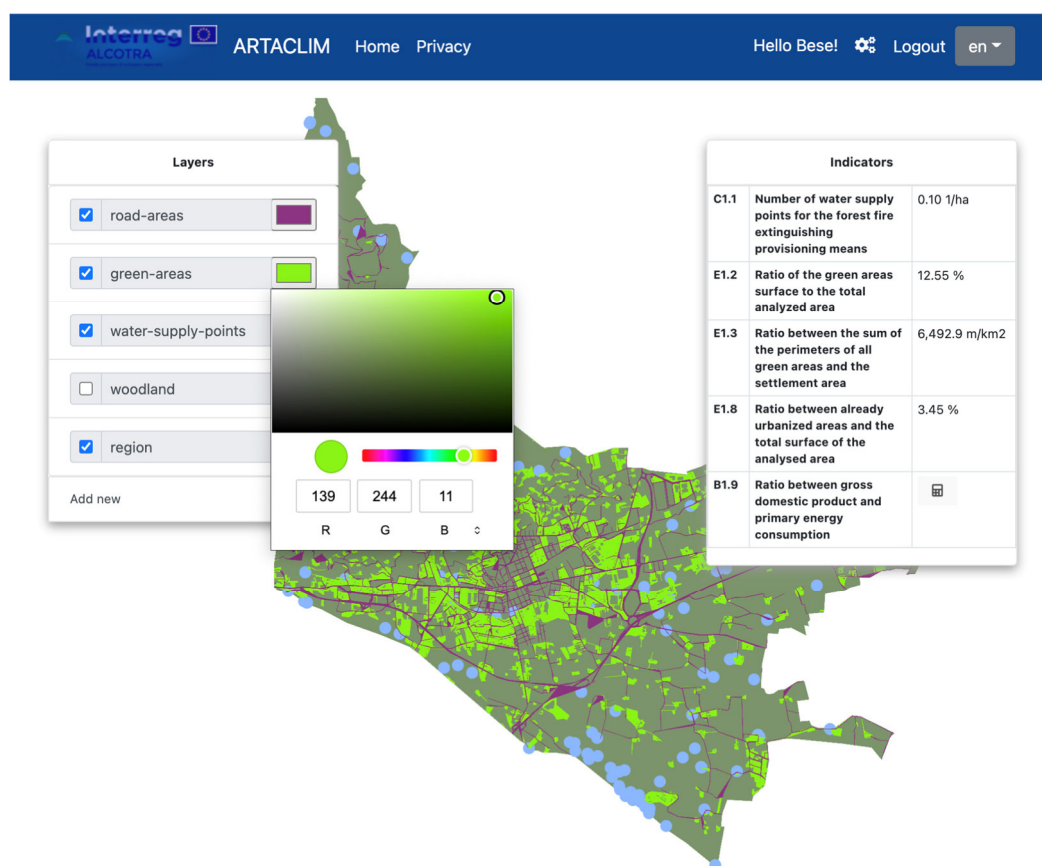 Interreg
ALCOTRA
ARTACLIM Home Privacy
Hello Bese! Logout en
Layers
road-areas
green-areas
water-supply-points
woodland
region
Add new
139 244 11
R G B
Indicators
C1.1 Number of water supply 0.10 1/ha
points for the forest fire
extinguishing
provisioning means
E1.2 Ratio of the green areas 12.55 %
surface to the total
analyzed area
E1.3 Ratio between the sum of 6,492.9 m/km2
the perimeters of all
green areas and the
settlement area
E1.8 Ratio between already 3.45 %
urbanized areas and the
total surface of the
analysed area
B1.9 Ratio between gross
domestic product and
primary energy
consumption